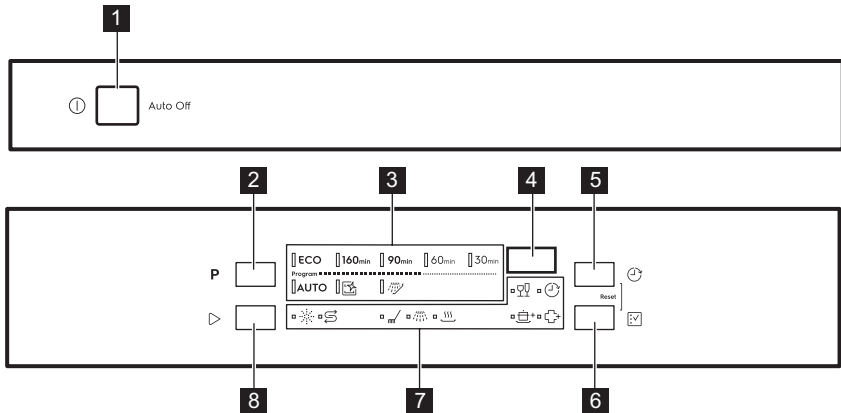 1
Auto Off
2 3 4 5
ECO 160min 90min 60min 30min
P
Program
AUTO
Reset
8 7 6